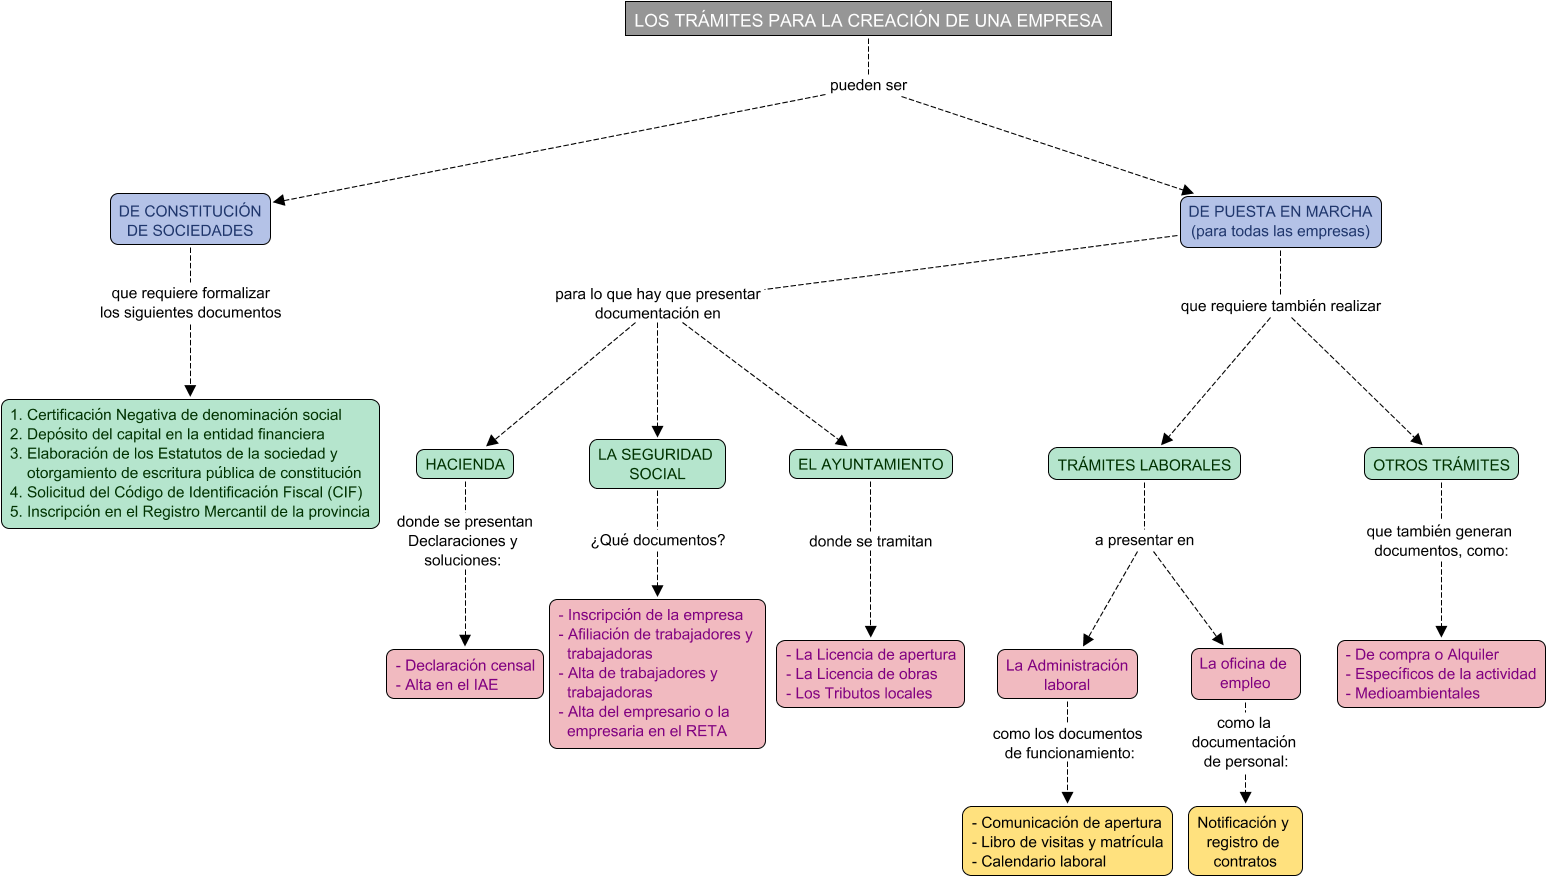 LOS TRÁMITES PARA LA CREACIÓN DE UNA EMPRESA
pueden ser
DE CONSTITUCIÓN
DE SOCIEDADES
que requiere formalizar
los siguientes documentos
1. Certificación Negativa de denominación social
2. Depósito del capital en la entidad financiera
3. Elaboración de los Estatutos de la sociedad y
otorgamiento de escritura pública de constitución
4. Solicitud del Código de Identificación Fiscal (CIF)
5. Inscripción en el Registro Mercantil de la provincia
DE PUESTA EN MARCHA
(para todas las empresas)
para lo que hay que presentar
documentación en
HACIENDA
donde se presentan
Declaraciones y
soluciones:
- Declaración censal
- Alta en el IAE
LA SEGURIDAD
SOCIAL
¿Qué documentos?
- Inscripción de la empresa
- Afiliación de trabajadores y
trabajadoras
- Alta de trabajadores y
trabajadoras
- Alta del empresario o la
empresaria en el RETA
EL AYUNTAMIENTO
donde se tramitan
- La Licencia de apertura
- La Licencia de obras
- Los Tributos locales
que requiere también realizar
TRÁMITES LABORALES
a presentar en
La Administración
laboral
como los documentos
de funcionamiento:
- Comunicación de apertura
- Libro de visitas y matrícula
- Calendario laboral
La oficina de
empleo
como la
documentación
de personal:
Notificación y
registro de
contratos
OTROS TRÁMITES
que también generan
documentos, como:
- De compra o Alquiler
- Específicos de la actividad
- Medioambientales